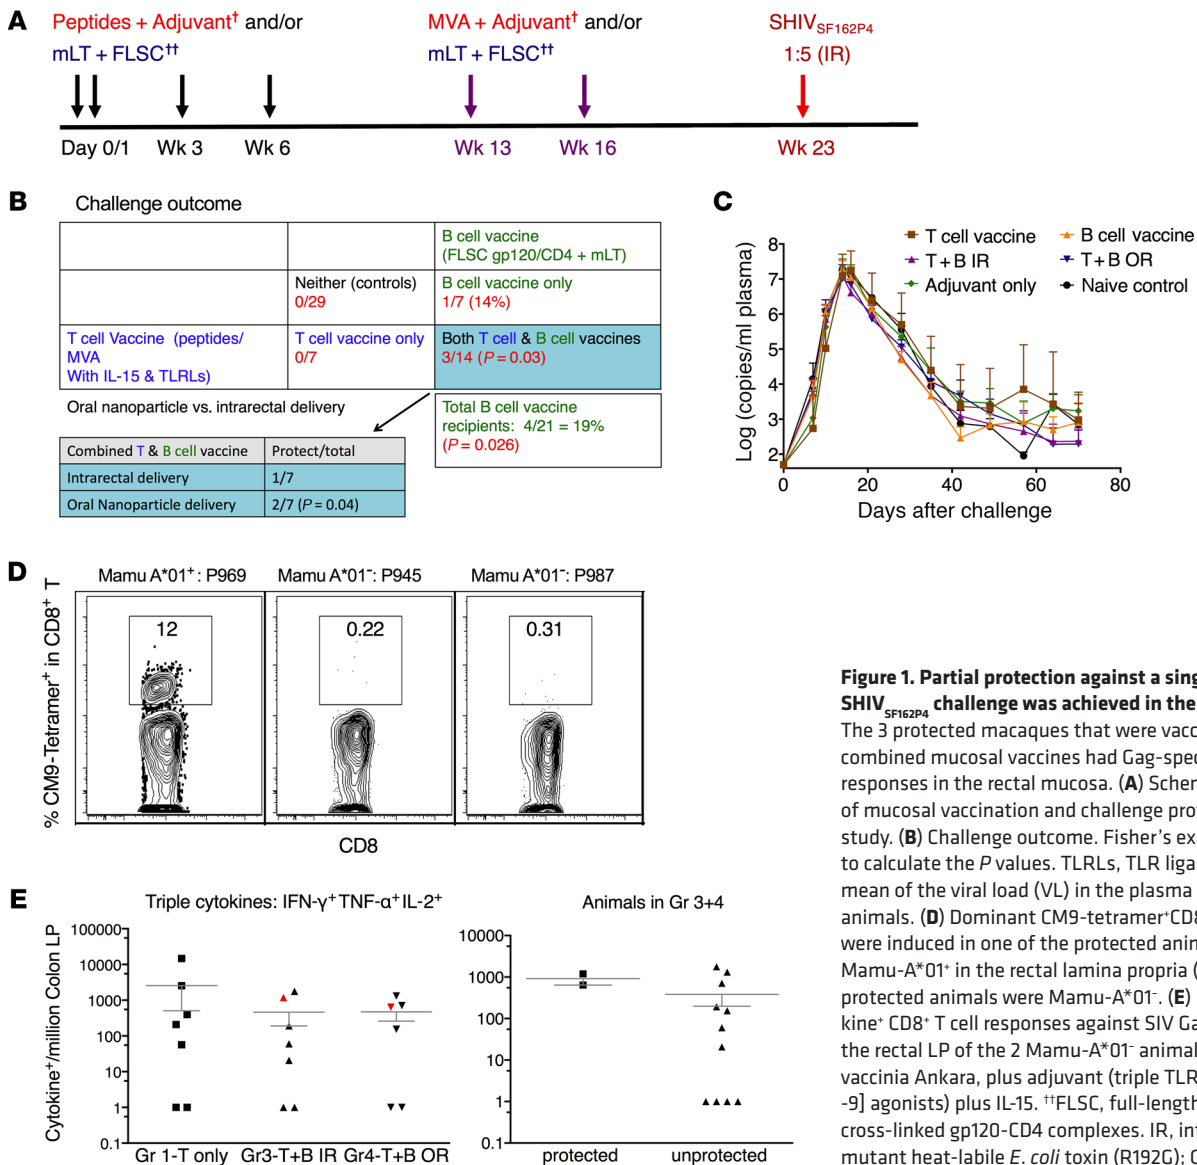 A
Peptides + Adjuvant† and/or
mLT + FLSC††
MVA + Adjuvant† and/or
mLT + FLSC††
SHIV SF162P4
1:5 (IR)
Day 0/1
Wk 3
Wk 6
Wk 13
Wk 16
Wk 23
B
Challenge outcome
B cell vaccine
(FLSC gp120/CD4 + mLT)
Neither (controls)
0/29
B cell vaccine only
1/7 (14%)
T cell Vaccine (peptides/
MVA
With IL-15 & TLRLs)
T cell vaccine only
0/7
Both T cell & B cell vaccines
3/14 (P = 0.03)
Oral nanoparticle vs. intrarectal delivery
Total B cell vaccine
recipients: 4/21 = 19%
(P = 0.026)
Combined T & B cell vaccine
Protect/total
Intrarectal delivery
1/7
Oral Nanoparticle delivery
2/7 (P = 0.04)
C
T cell vaccine
B cell vaccine
T + B IR
T + B OR
Adjuvant only
Naive control
Log (copies/ml plasma)
8
7
6
5
4
3
2
0
20
40
60
80
Days after challenge
D
Mamu A*01⁺: P969
Mamu A*01⁻: P945
Mamu A*01⁻: P987
% CM9-Tetramer⁺ in CD8⁺ T
12
0.22
0.31
CD8
E
Triple cytokines: IFN-γ⁺TNF-α⁺IL-2⁺
Cytokine⁺/million Colon LP
100000
10000
1000
100
10
1
0.1
Gr 1-T only
Gr3-T+B IR
Gr4-T+B OR
Animals in Gr 3+4
10000
1000
100
10
1
0.1
protected
unprotected
Figure 1. Partial protection against a sing
SHIV SF162P4 challenge was achieved in the
The 3 protected macaques that were vacc
combined mucosal vaccines had Gag-spec
responses in the rectal mucosa. (A) Scher
of mucosal vaccination and challenge prot
study. (B) Challenge outcome. Fisher's exa
to calculate the P values. TLRLs, TLR ligar
mean of the viral load (VL) in the plasma
animals. (D) Dominant CM9-tetramer⁺CD8
were induced in one of the protected anin
Mamu-A*01⁺ in the rectal lamina propria (
protected animals were Mamu-A*01⁻. (E)
kine⁺ CD8⁺ T cell responses against SIV Ga
the rectal LP of the 2 Mamu-A*01⁻ animal
vaccinia Ankara, plus adjuvant (triple TLR
-9] agonists) plus IL-15. ††FLSC, full-length
cross-linked gp120-CD4 complexes. IR, int
mutant heat-labile E. coli toxin (R192G); O